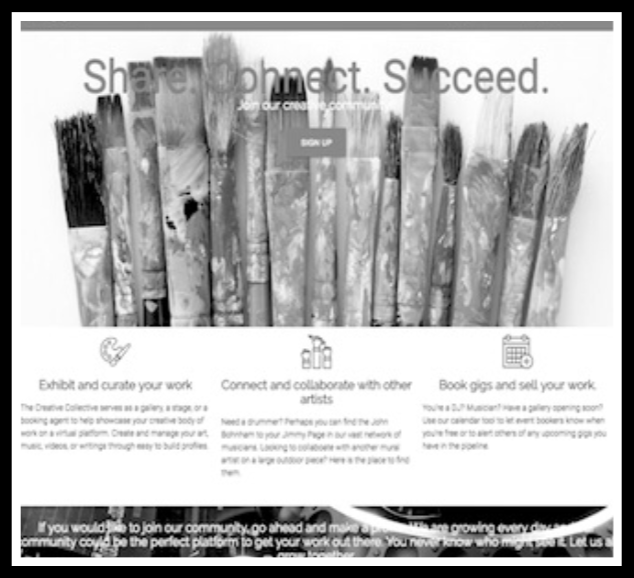 Share. Connect. Succeed.
Join our creative community!
SIGN UP
Exhibit and curate your work
The Creative Collective serves as a gallery, a stage, or a
booking agent to help showcase your creative body of
work on a virtual platform. Create and manage your art,
music, videos, or writings through easy to build profiles.
Connect and collaborate with other
artists
Need a drummer? Perhaps you can find the John
Bohnham to your Jimmy Page in our vast network of
musicians. Looking to collaborate with another mural
artist on a large outdoor piece? Here is the place to find
them.
Book gigs and sell your work.
You're a DJ? Musician? Have a gallery opening soon?
Use our calendar tool to let event bookers know when
you're free or to alert others of any upcoming gigs you
have in the pipeline.
If you would like to join our community, go ahead and make a We are growing every day
community could be the perfect platform to get your work out there. You never know who might see it. Let us a
grow together.